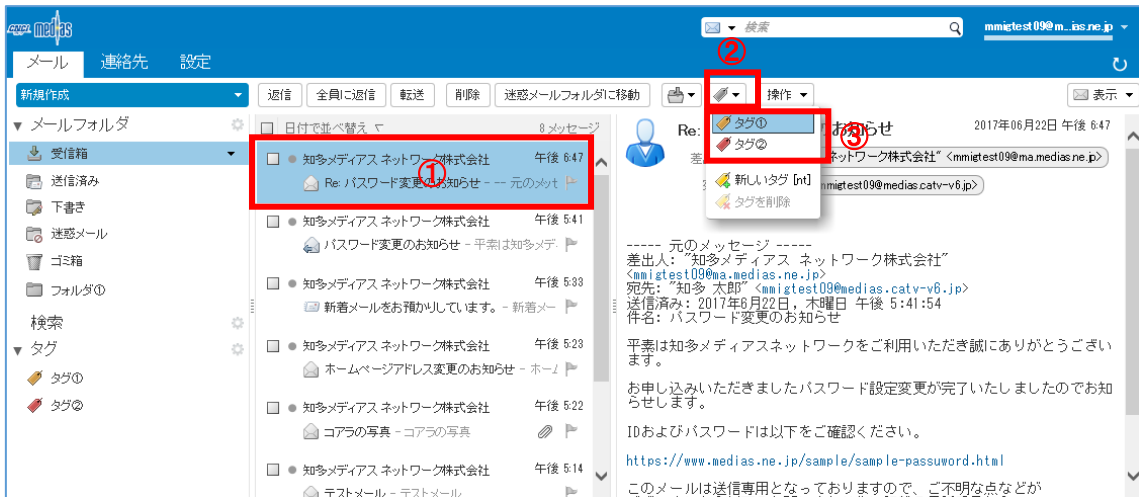 cncn medias
検索
mmigtest09@m...ias.ne.jp
メール 連絡先 設定
②
新規作成
返信 全員に返信 転送 削除 迷惑メールフォルダに移動 操作 表示
メールフォルダ
受信箱
送信済み
下書き
迷惑メール
ゴミ箱
フォルダ①
検索
タグ
タグ①
タグ②
日付で並べ替え 8 メッセージ
知多メディアス ネットワーク株式会社 午後 6:47
①
Re: パスワード変更のお知らせ - -- 元のメッセ
知多メディアス ネットワーク株式会社 午後 5:41
パスワード変更のお知らせ - 平素は知多メデ
知多メディアス ネットワーク株式会社 午後 5:33
新着メールをお預かりしています。 - 新着メー
知多メディアス ネットワーク株式会社 午後 5:23
ホームページアドレス変更のお知らせ - ホーム
知多メディアス ネットワーク株式会社 午後 5:22
コアラの写真 - コアラの写真
知多メディアス ネットワーク株式会社 午後 5:14
テストメール - テストメール
タグ①
タグ②
③
新しいタグ [nt]
タグを削除
Re: お知らせ 2017年06月22日 午後 6:47
差 ネットワーク株式会社" <mmigtest09@ma.medias.ne.jp>
mmigtest09@medias.catv-v6.jp>
----- 元のメッセージ -----
差出人: "知多メディアス ネットワーク株式会社"
<mmigtest09@ma.medias.ne.jp>
宛先: "知多 太郎" <mmigtest09@medias.catv-v6.jp>
送信済み: 2017年6月22日, 木曜日 午後 5:41:54
件名: パスワード変更のお知らせ
平素は知多メディアスネットワークをご利用いただき誠にありがとうござい
ます。
お申し込みいただきましたパスワード設定変更が完了いたしましたのでお知
らせします。
IDおよびパスワードは以下をご確認ください。
https://www.medias.ne.jp/sample/sample-passuword.html
このメールは送信専用となっておりますので、ご不明な点などが